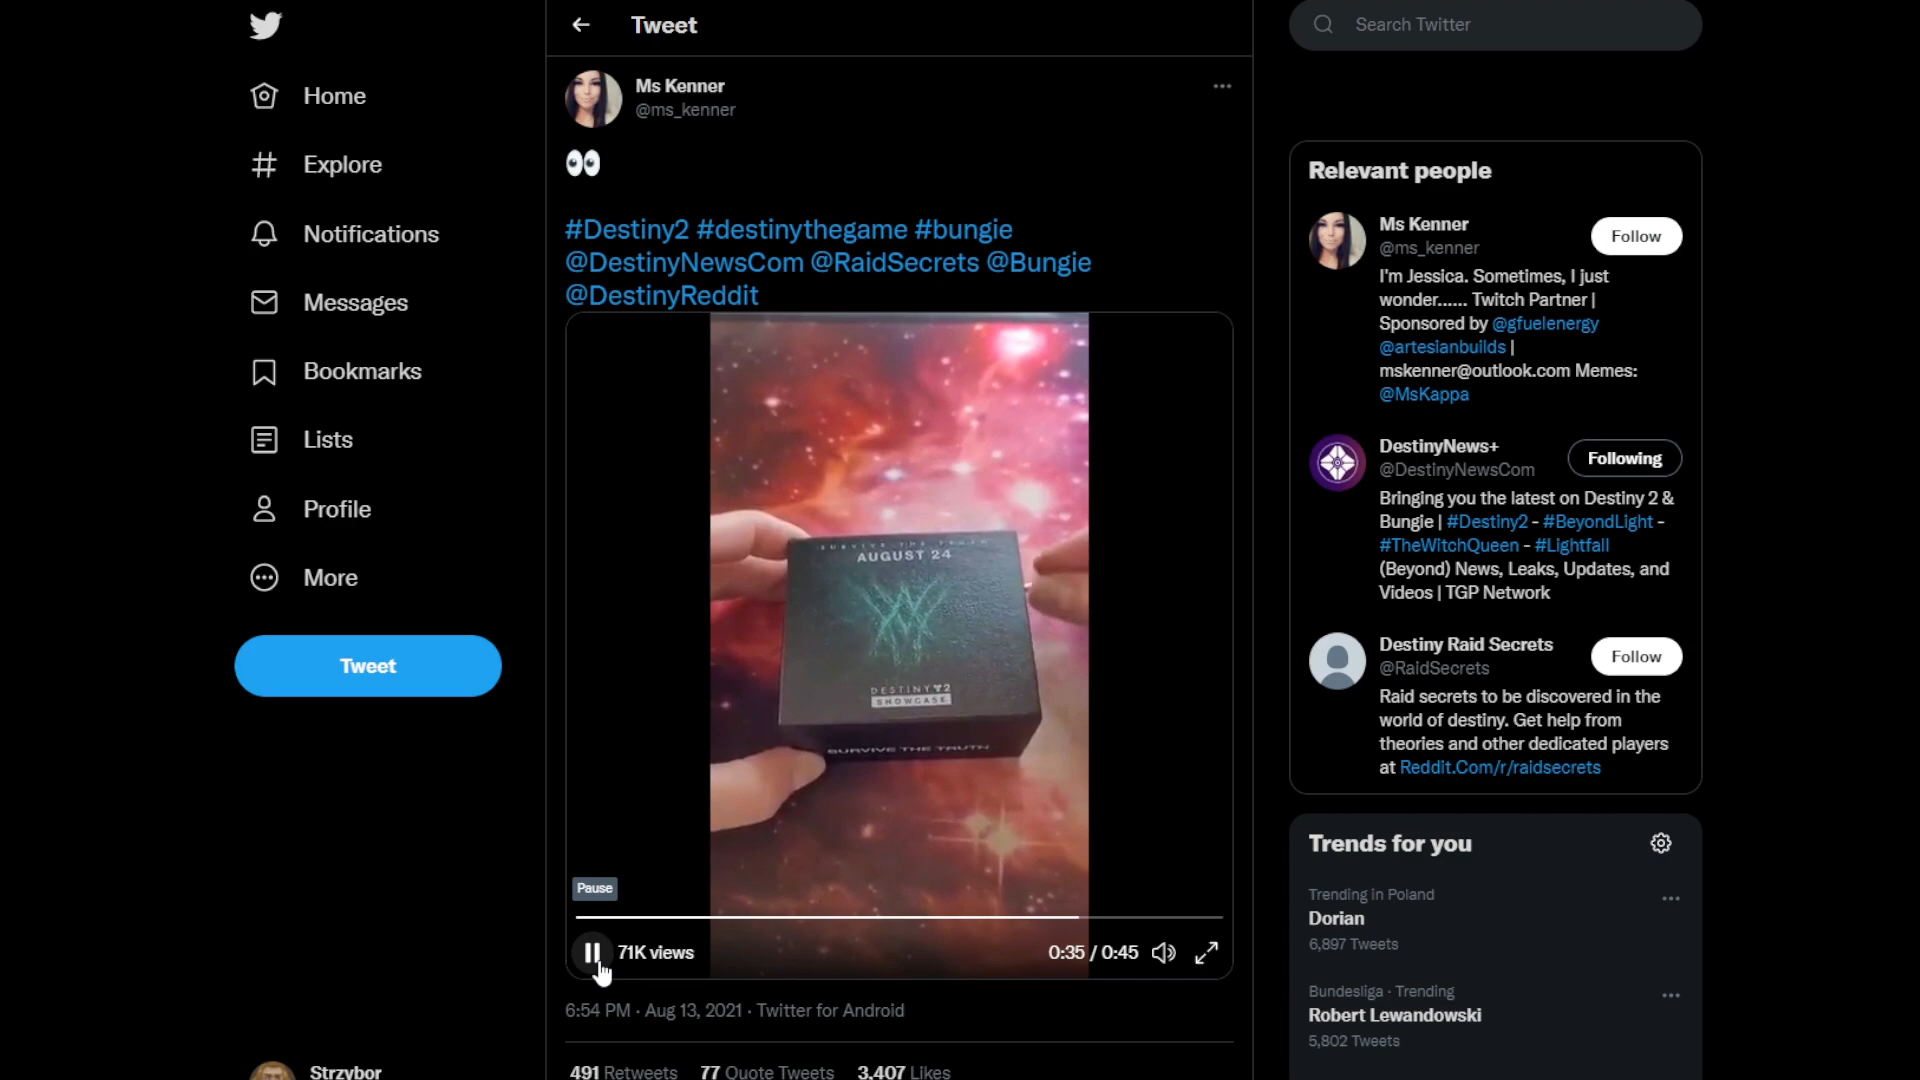 Home
Explore
Notifications
Messages
Bookmarks
Lists
Profile
More
Tweet
Strzybor
Tweet
Ms Kenner
@ms_kenner
#Destiny2 #destinythegame #bungie
@DestinyNewsCom @RaidSecrets @Bungie
@DestinyReddit
SURVIVE THE TRUTH
AUGUST 24
DESTINY 2
SHOWCASE
SURVIVE THE TRUTH
Pause
71K views
0:35 / 0:45
6:54 PM · Aug 13, 2021 · Twitter for Android
491 Retweets 77 Quote Tweets 3,407 Likes
Search Twitter
Relevant people
Ms Kenner
@ms_kenner
Follow
I'm Jessica. Sometimes, I just
wonder...... Twitch Partner |
Sponsored by @gfuelenergy
@artesianbuilds |
mskenner@outlook.com Memes:
@MsKappa
DestinyNews+
@DestinyNewsCom
Following
Bringing you the latest on Destiny 2 &
Bungie | #Destiny2 - #BeyondLight -
#TheWitchQueen - #Lightfall
(Beyond) News, Leaks, Updates, and
Videos | TGP Network
Destiny Raid Secrets
@RaidSecrets
Follow
Raid secrets to be discovered in the
world of destiny. Get help from
theories and other dedicated players
at Reddit.Com/r/raidsecrets
Trends for you
Trending in Poland
Dorian
6,897 Tweets
Bundesliga · Trending
Robert Lewandowski
5,802 Tweets